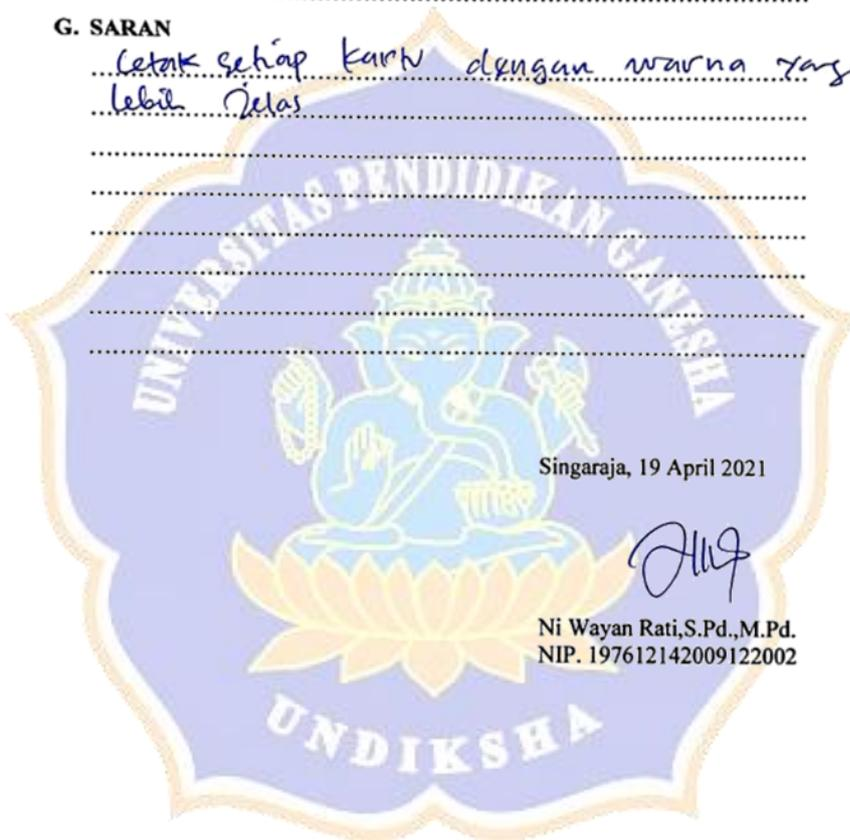 G. SARAN
Cetak setiap kartu dengan warna yang
lebih jelas
UNIVERSITAS PENDIDIKAN GANESHA
Singaraja, 19 April 2021
Ni Wayan Rati,S.Pd.,M.Pd.
NIP. 197612142009122002
UNDIKSHA